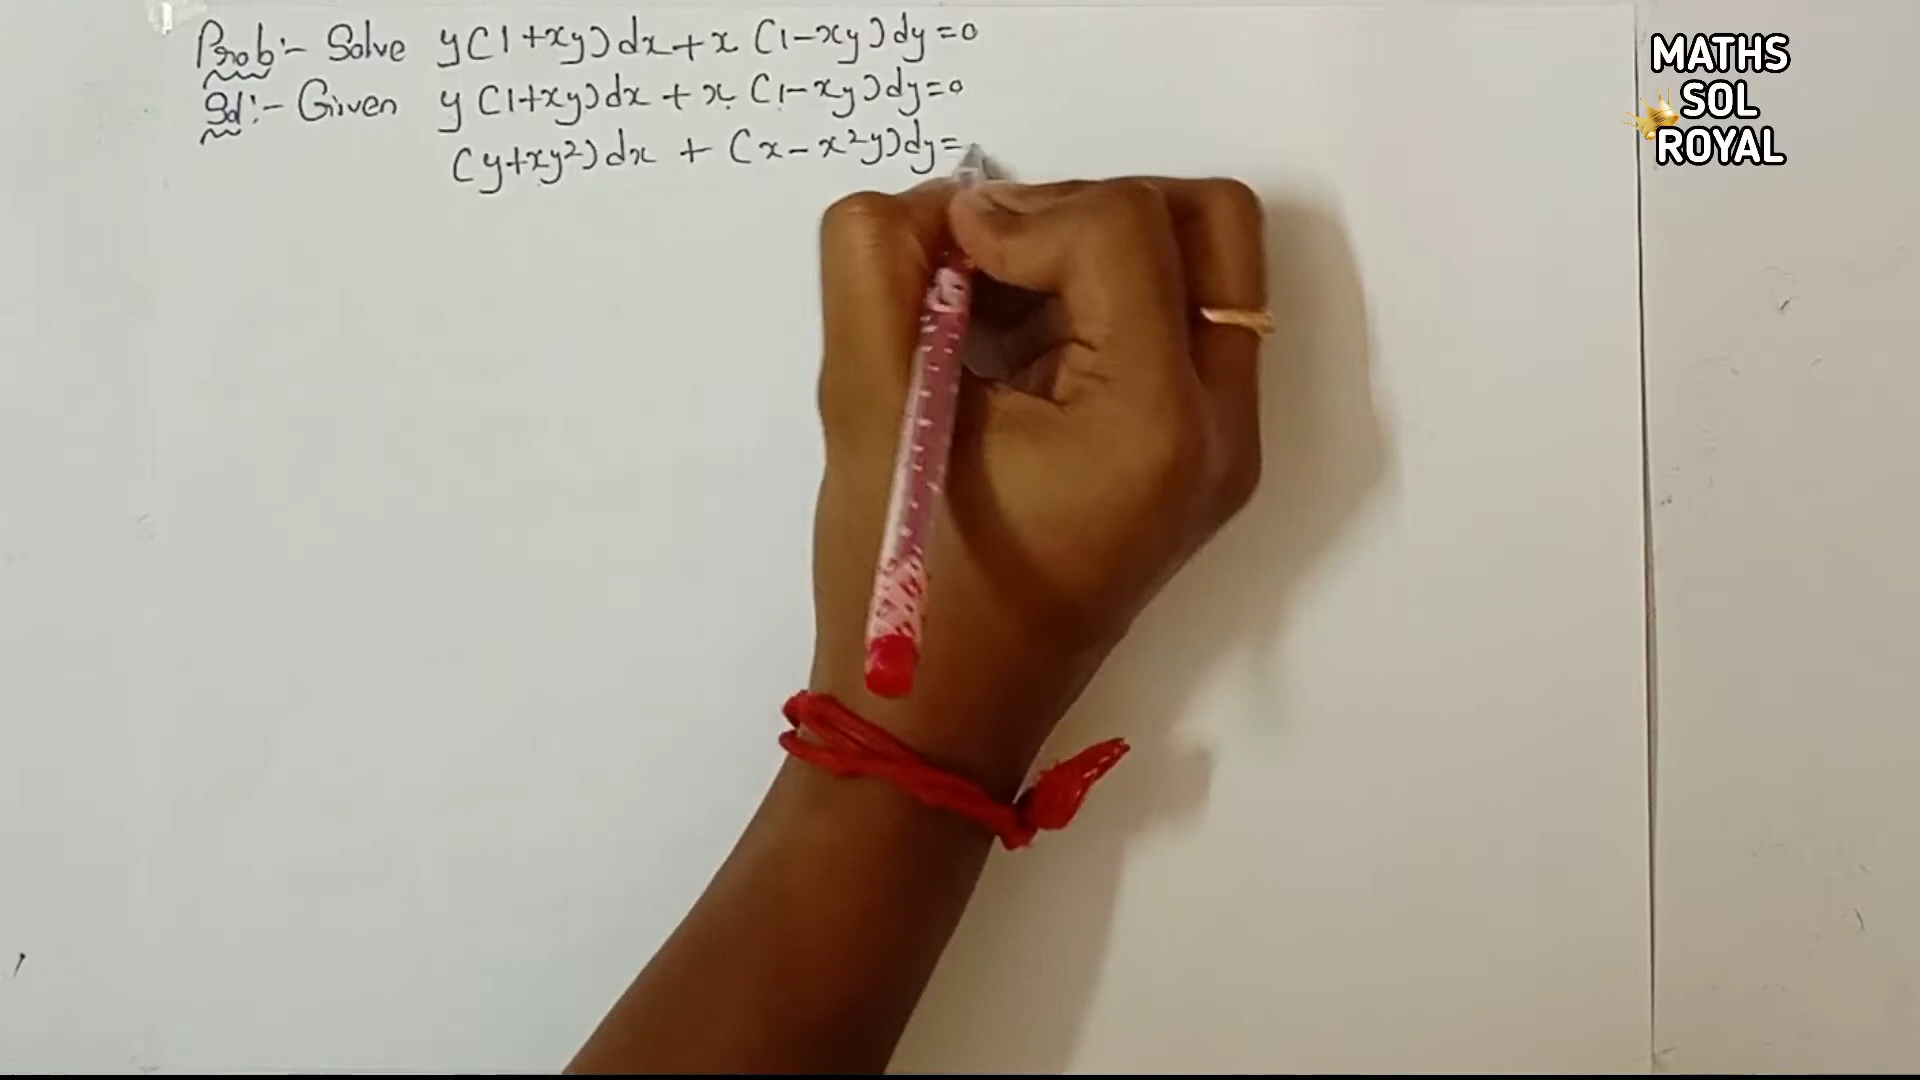 Prob:- Solve y(1+xy)dx+x(1-xy)dy=0
Sol:- Given y(1+xy)dx+x(1-xy)dy=0
(y+xy²)dx + (x-x²y)dy=
MATHS
SOL
ROYAL